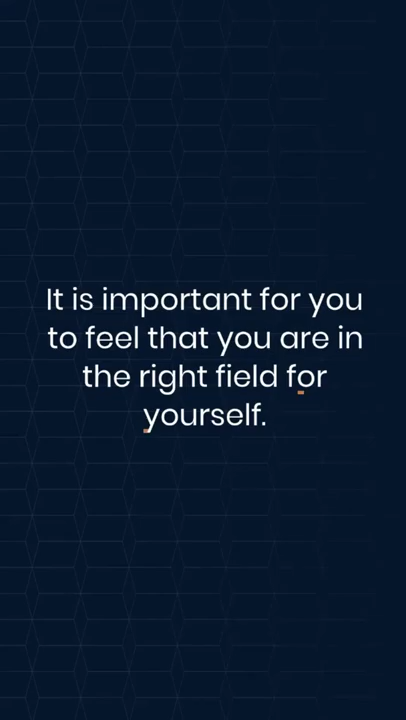 It is important for you
to feel that you are in
the right field for
yourself.